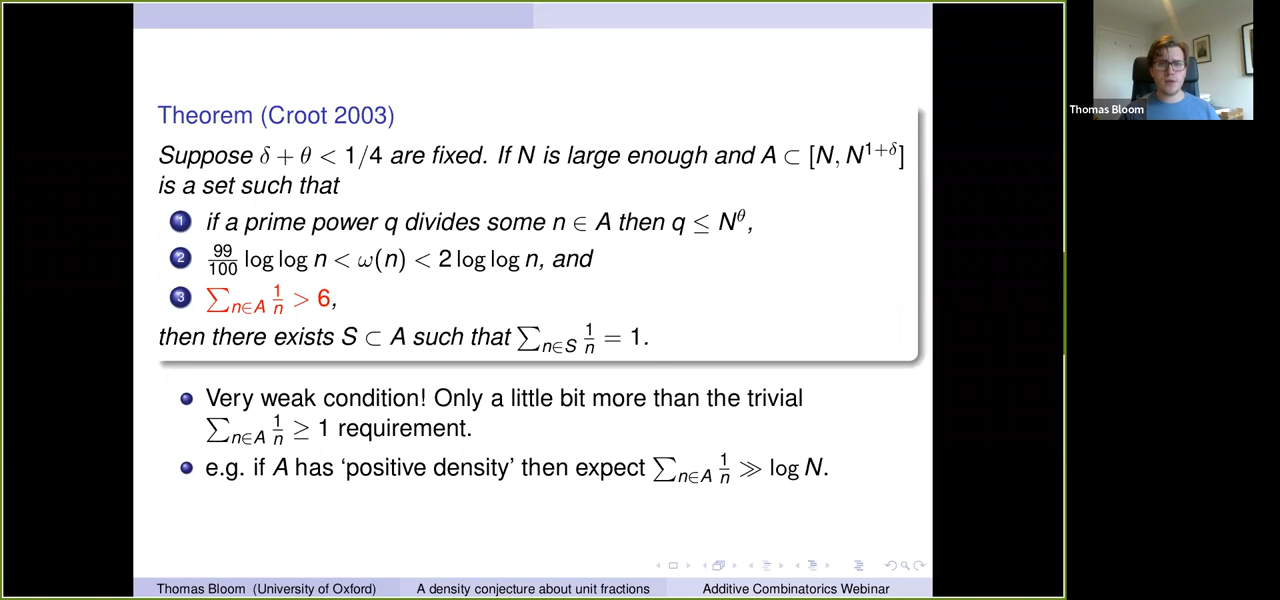 Theorem (Croot 2003)
Suppose δ + θ < 1/4 are fixed. If N is large enough and A ⊂ [N, N^{1+δ}]
is a set such that
1 if a prime power q divides some n ∈ A then q ≤ N^θ,
2 99/100 log log n < ω(n) < 2 log log n, and
3 ∑_{n∈A} 1/n > 6,
then there exists S ⊂ A such that ∑_{n∈S} 1/n = 1.
• Very weak condition! Only a little bit more than the trivial
∑_{n∈A} 1/n ≥ 1 requirement.
• e.g. if A has ‘positive density’ then expect ∑_{n∈A} 1/n ≫ log N.
Thomas Bloom (University of Oxford) A density conjecture about unit fractions Additive Combinatorics Webinar
Thomas Bloom